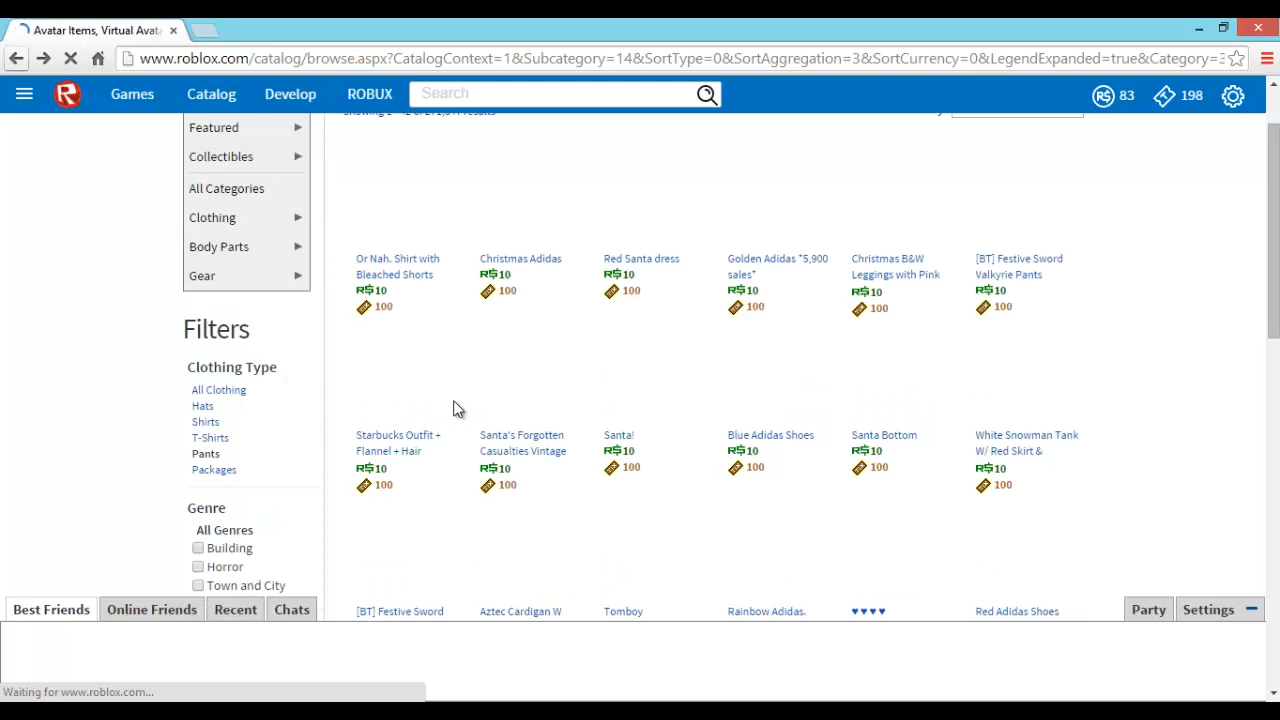 Avatar Items, Virtual Avata
www.roblox.com/catalog/browse.aspx?CatalogContext=1&Subcategory=14&SortType=0&SortAggregation=3&SortCurrency=0&LegendExpanded=true&Category=3
R Games Catalog Develop ROBUX Search R$ 83 198
Featured
Collectibles
All Categories
Clothing
Body Parts
Gear
Filters
Clothing Type
All Clothing
Hats
Shirts
T-Shirts
Pants
Packages
Genre
All Genres
Building
Horror
Town and City
Or Nah. Shirt with
Bleached Shorts
R$10
100
Christmas Adidas
R$10
100
Red Santa dress
R$10
100
Golden Adidas *5,900
sales*
R$10
100
Christmas B&W
Leggings with Pink
R$10
100
[BT] Festive Sword
Valkyrie Pants
R$10
100
Starbucks Outfit +
Flannel + Hair
R$10
100
Santa's Forgotten
Casualties Vintage
R$10
100
Santa!
R$10
100
Blue Adidas Shoes
R$10
100
Santa Bottom
R$10
100
White Snowman Tank
W/ Red Skirt &
R$10
100
[BT] Festive Sword
Aztec Cardigan W
Tomboy
Rainbow Adidas.
♥♥♥♥
Red Adidas Shoes
Best Friends Online Friends Recent Chats Party Settings
Waiting for www.roblox.com...